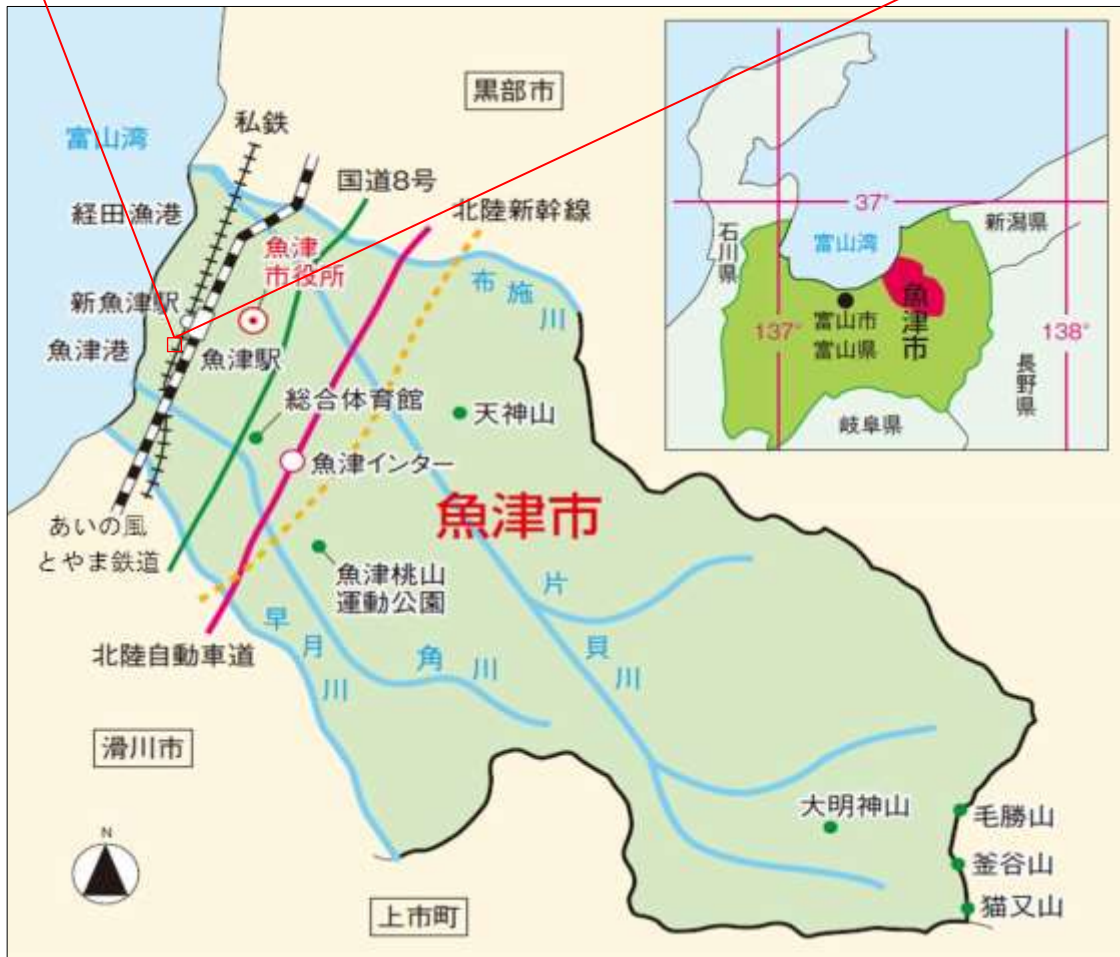 黒部市
私鉄
富山湾
国道8号
経田漁港
北陸新幹線
魚津
市役所
布施川
新魚津駅
魚津港
魚津駅
総合体育館
天神山
魚津インター
魚津市
あいの風
とやま鉄道
魚津桃山
運動公園
片貝川
早月川
角川
北陸自動車道
滑川市
大明神山
毛勝山
釜谷山
猫又山
上市町
N
37°
新潟県
石川県
富山湾
魚津市
137°
富山市
富山県
138°
長野県
岐阜県